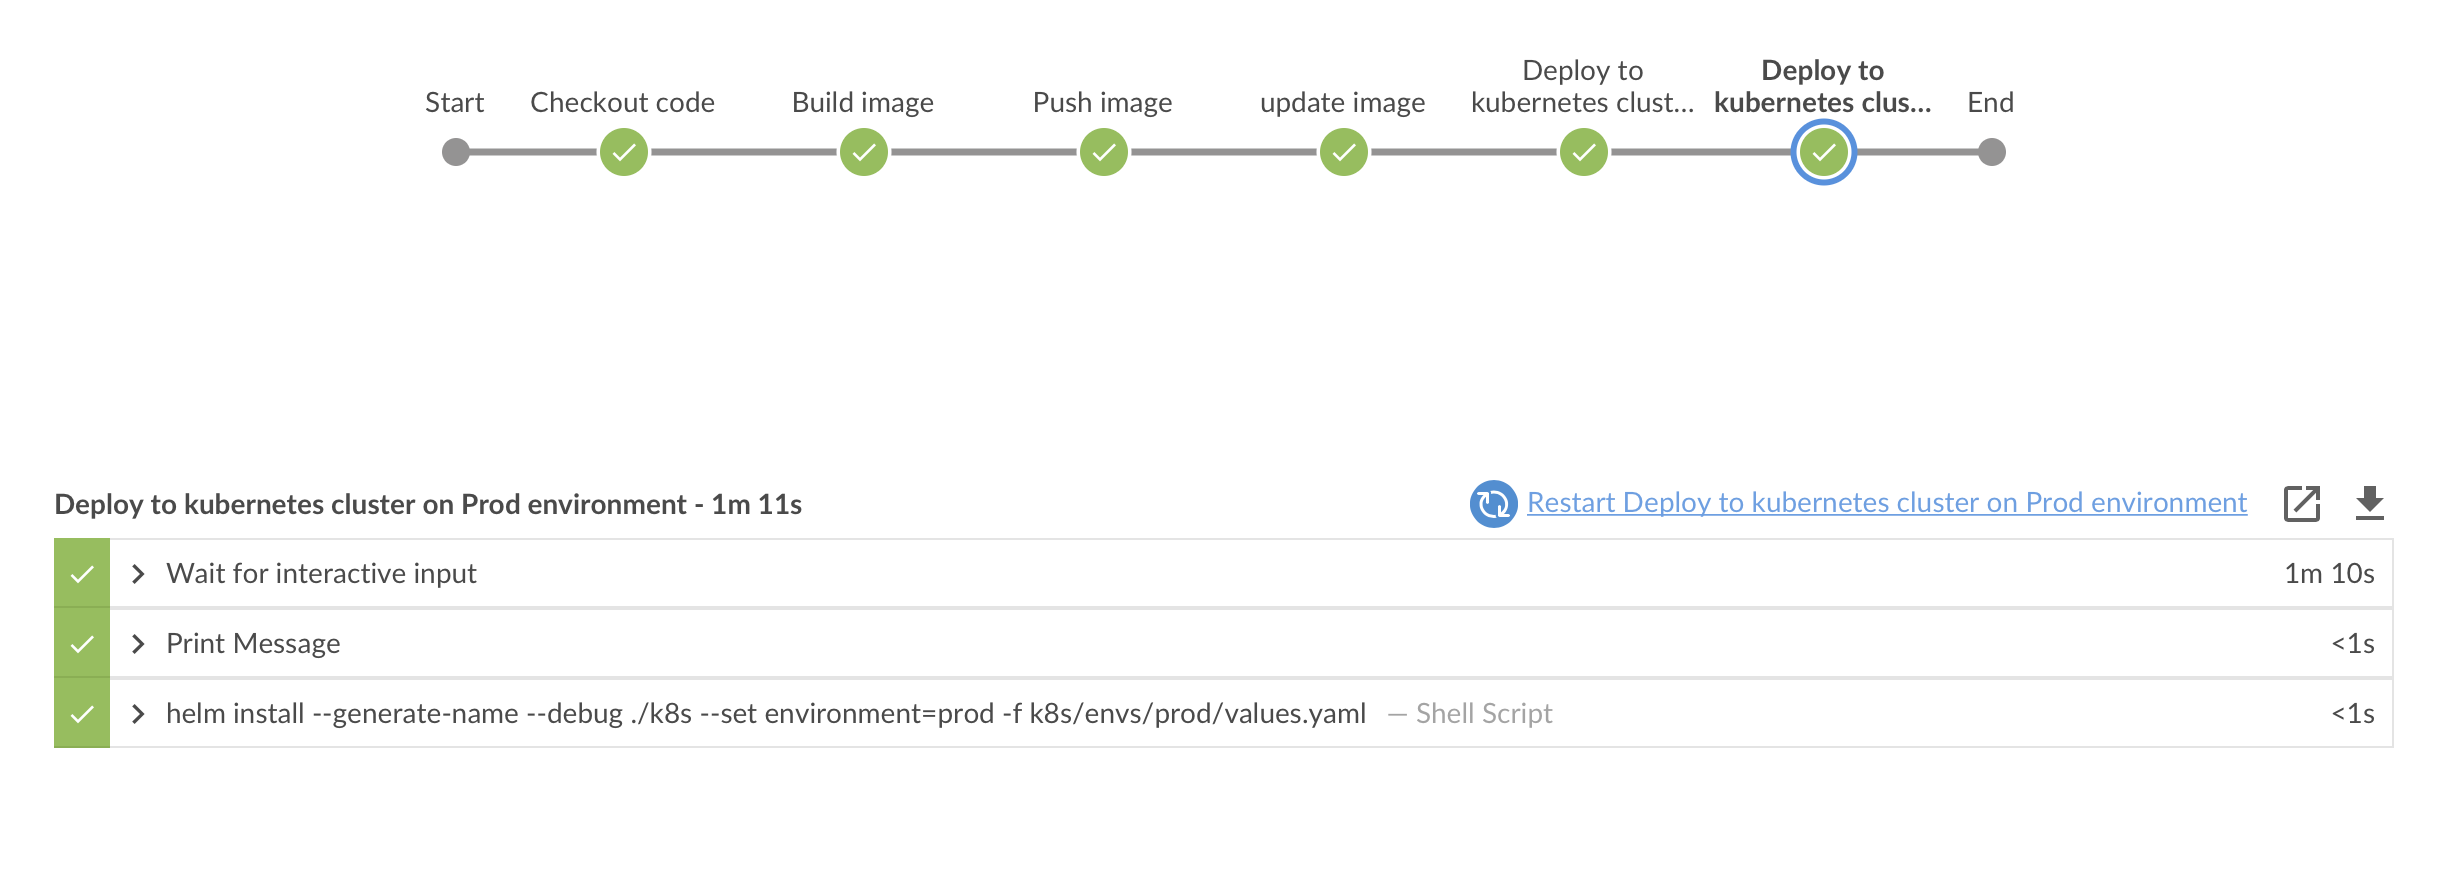 Start
Checkout code
Build image
Push image
update image
Deploy to
kubernetes clust...
Deploy to
kubernetes clus...
End
Deploy to kubernetes cluster on Prod environment - 1m 11s
Restart Deploy to kubernetes cluster on Prod environment
Wait for interactive input 1m 10s
Print Message <1s
helm install --generate-name --debug ./k8s --set environment=prod -f k8s/envs/prod/values.yaml — Shell Script <1s